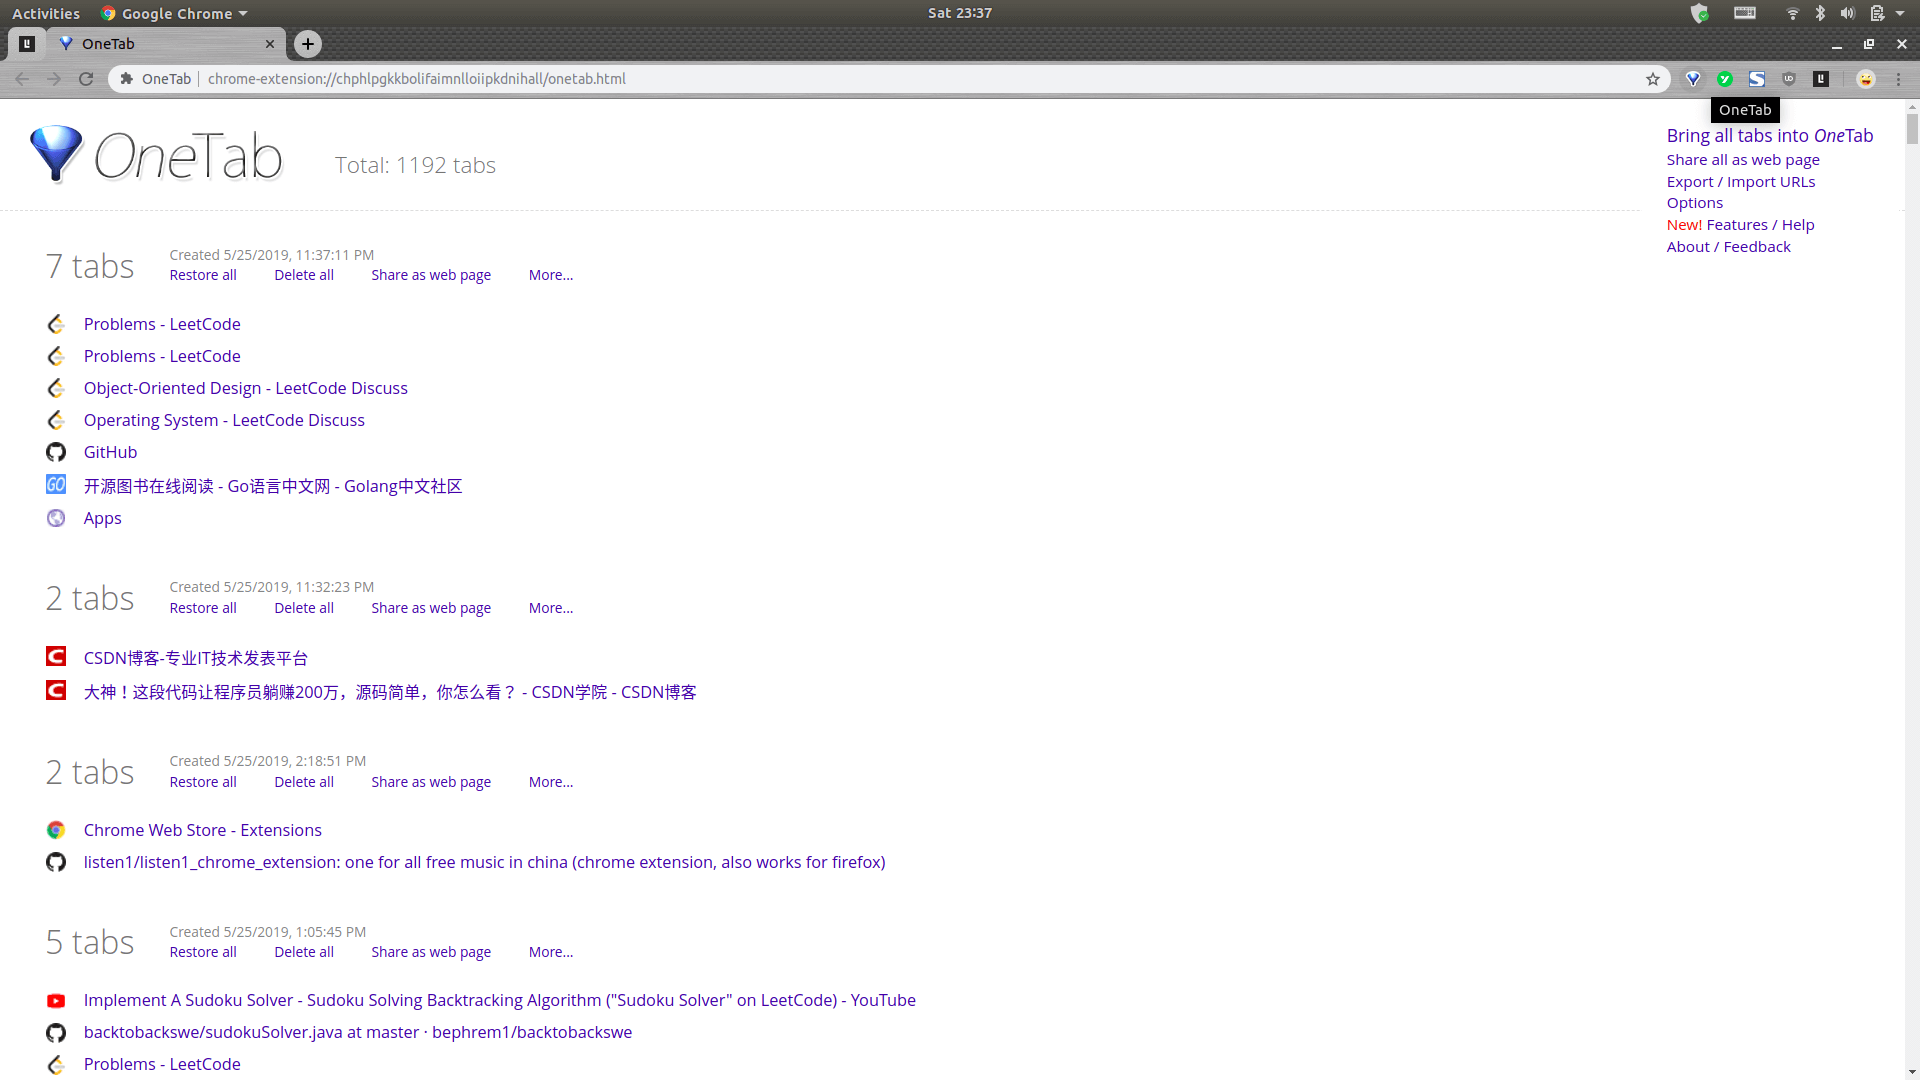 Activities
Google Chrome
Sat 23:37
OneTab
OneTab
chrome-extension://chphlpgkkbolifaimnlloiipkdnihall/onetab.html
OneTab
OneTab
Total: 1192 tabs
Bring all tabs into OneTab
Share all as web page
Export / Import URLs
Options
New! Features / Help
About / Feedback
7 tabs
Created 5/25/2019, 11:37:11 PM
Restore all
Delete all
Share as web page
More...
Problems - LeetCode
Problems - LeetCode
Object-Oriented Design - LeetCode Discuss
Operating System - LeetCode Discuss
GitHub
GO
开源图书在线阅读 - Go语言中文网 - Golang中文社区
Apps
2 tabs
Created 5/25/2019, 11:32:23 PM
Restore all
Delete all
Share as web page
More...
CSDN博客-专业IT技术发表平台
大神！这段代码让程序员躺赚200万，源码简单，你怎么看？ - CSDN学院 - CSDN博客
2 tabs
Created 5/25/2019, 2:18:51 PM
Restore all
Delete all
Share as web page
More...
Chrome Web Store - Extensions
listen1/listen1_chrome_extension: one for all free music in china (chrome extension, also works for firefox)
5 tabs
Created 5/25/2019, 1:05:45 PM
Restore all
Delete all
Share as web page
More...
Implement A Sudoku Solver - Sudoku Solving Backtracking Algorithm ("Sudoku Solver" on LeetCode) - YouTube
backtobackswe/sudokuSolver.java at master · bephrem1/backtobackswe
Problems - LeetCode